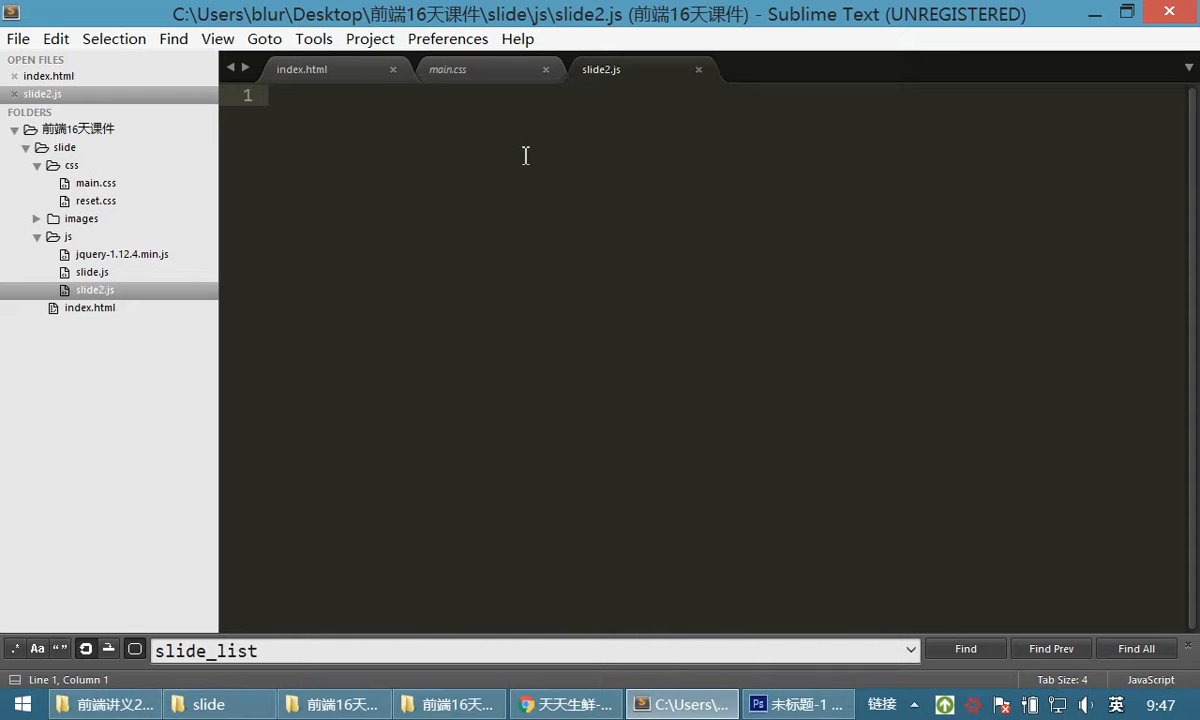 C:\Users\blur\Desktop\前端16天课件\slide\js\slide2.js (前端16天课件) - Sublime Text (UNREGISTERED)
File Edit Selection Find View Goto Tools Project Preferences Help
OPEN FILES
index.html
slide2.js
FOLDERS
前端16天课件
slide
css
main.css
reset.css
images
js
jquery-1.12.4.min.js
slide.js
slide2.js
index.html
index.html main.css slide2.js
1
.* Aa “” slide_list Find Find Prev Find All
Line 1, Column 1 Tab Size: 4 JavaScript
前端讲义2... slide 前端16天... 前端16天... 天天生鲜-... C:\Users\... Ps 未标题-1 ... 链接 英 9:47